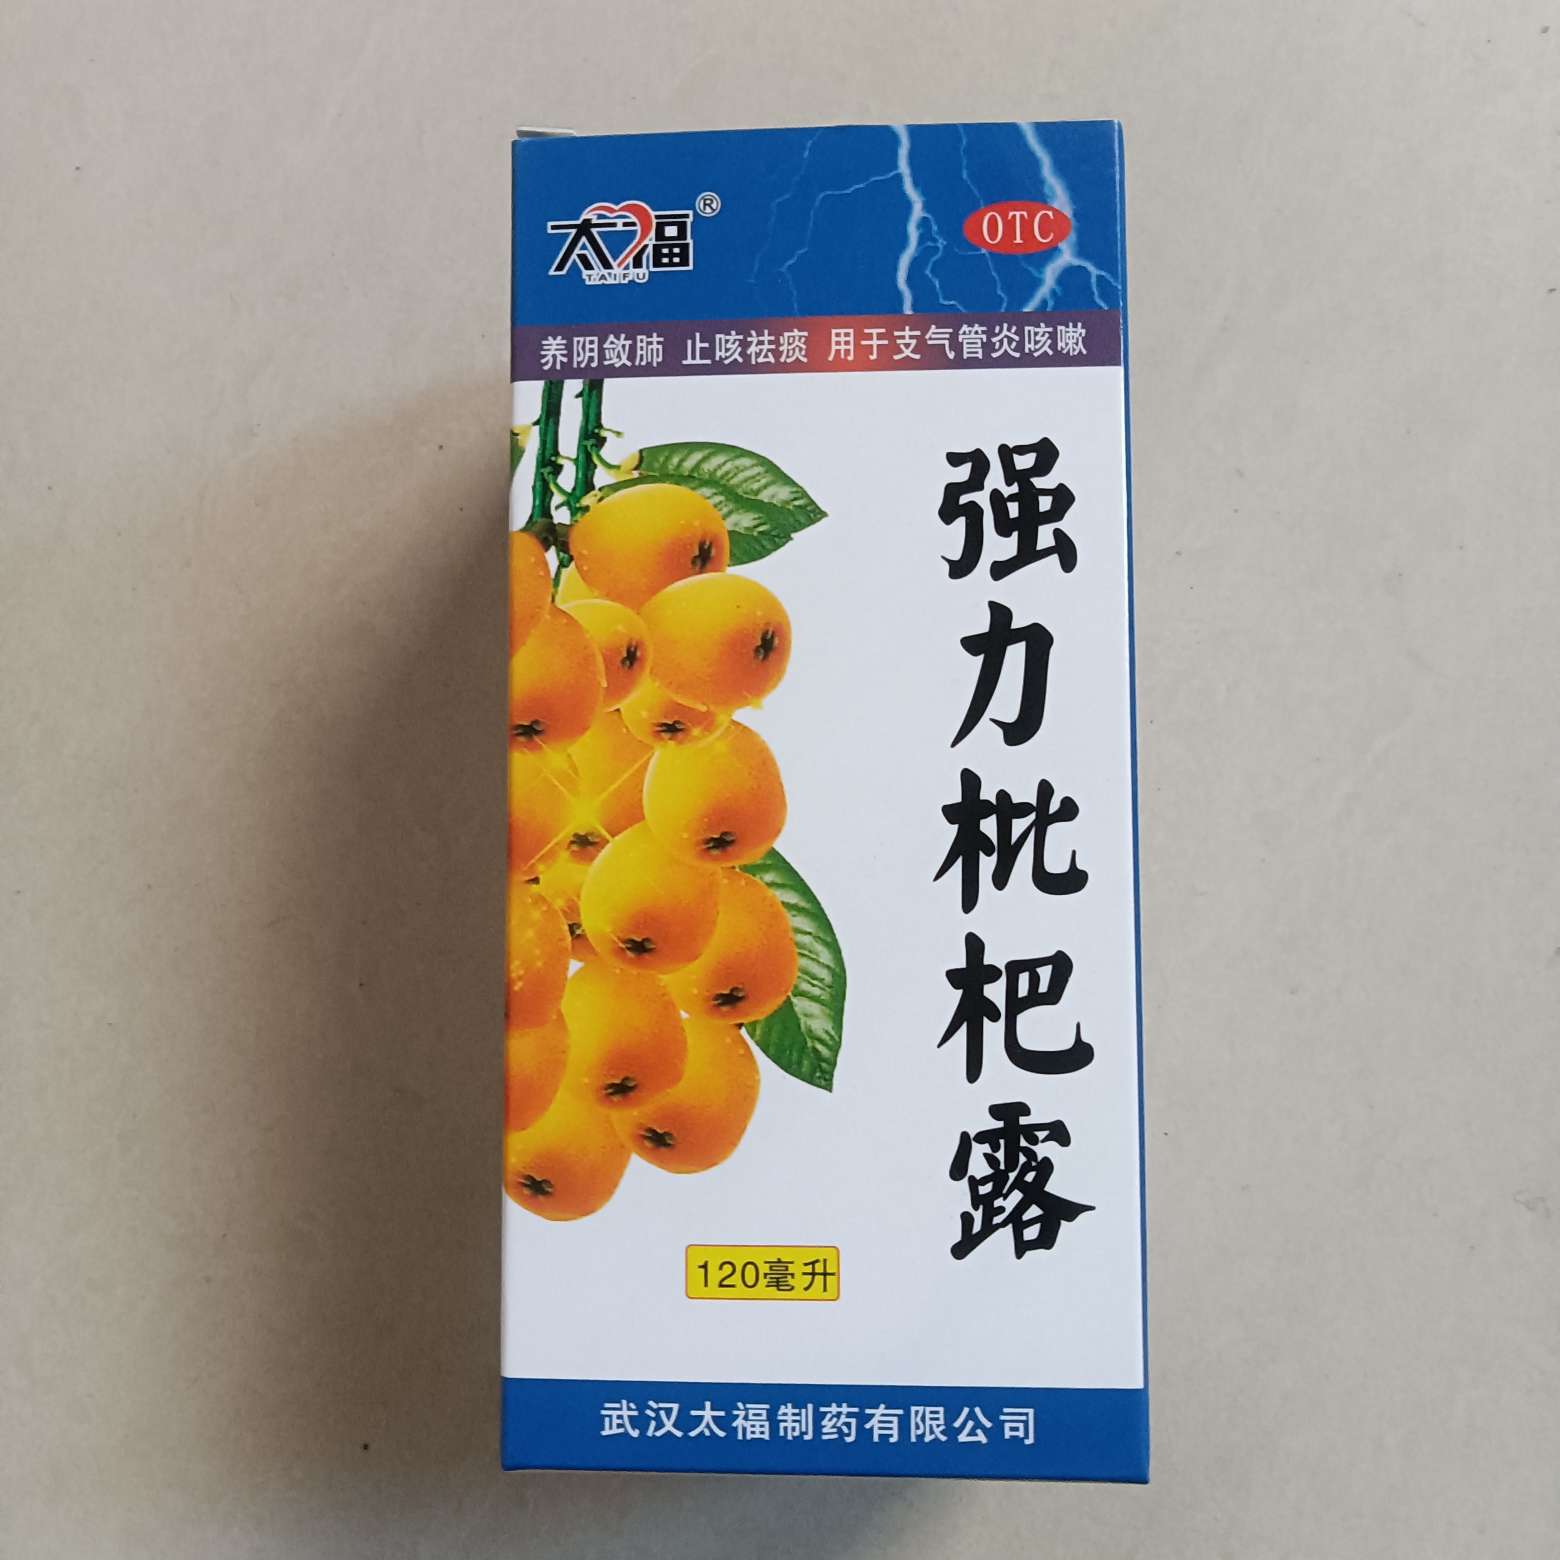 太福®
TAIFU
OTC
养阴敛肺 止咳祛痰 用于支气管炎咳嗽
强力枇杷露
120毫升
武汉太福制药有限公司